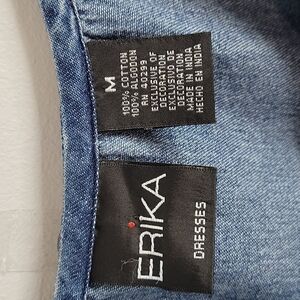 M
100% COTTON
100% ALGODON
RN 40299
EXCLUSIVE OF
DECORATION
EXCLUSIVO DE
DECORATION
MADE IN INDIA
HECHO EN INDIA
ERIKA
DRESSES